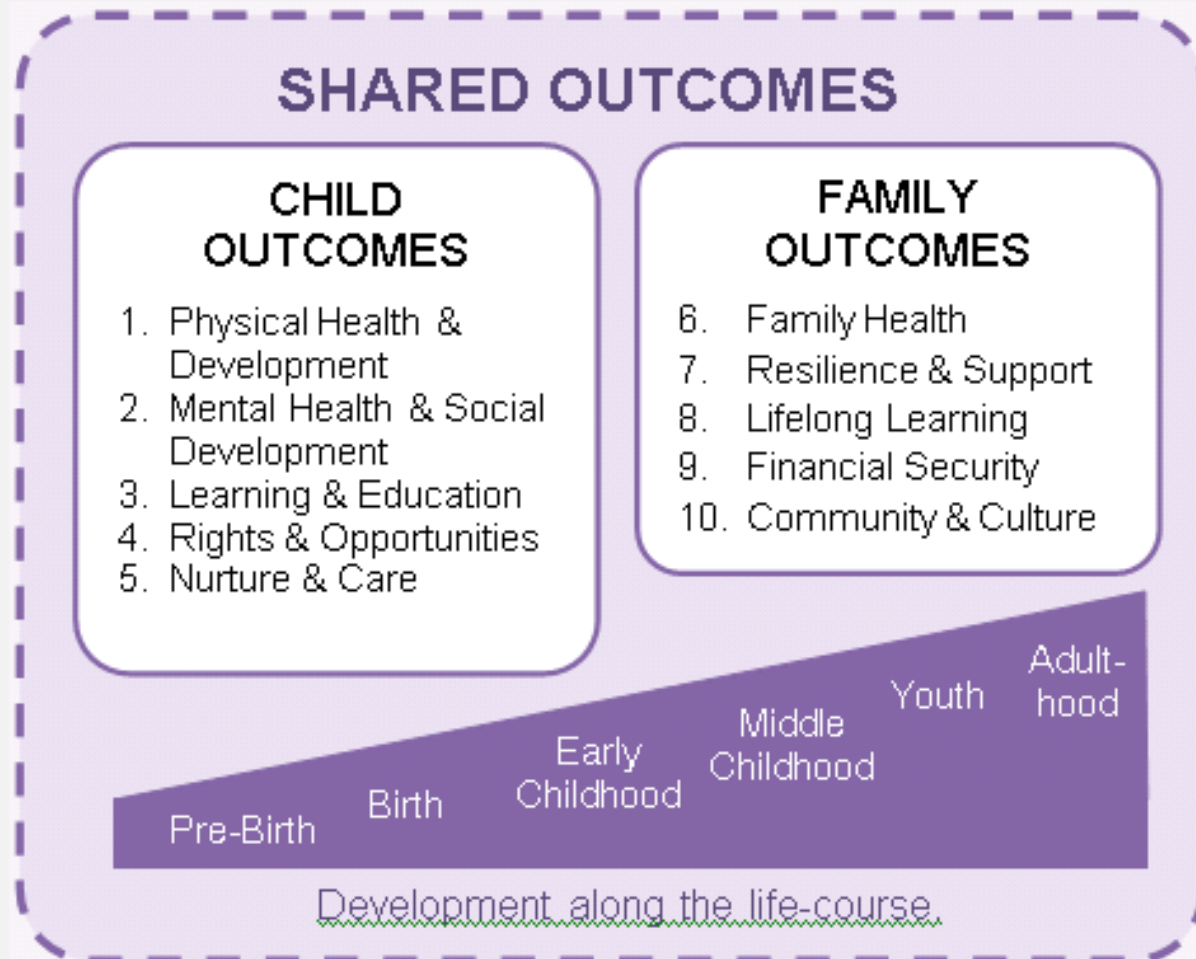 SHARED OUTCOMES
CHILD
OUTCOMES
1. Physical Health &
Development
2. Mental Health & Social
Development
3. Learning & Education
4. Rights & Opportunities
5. Nurture & Care
FAMILY
OUTCOMES
6. Family Health
7. Resilience & Support
8. Lifelong Learning
9. Financial Security
10. Community & Culture
Pre-Birth
Birth
Early
Childhood
Middle
Childhood
Youth
Adult-
hood
Development along the life-course.